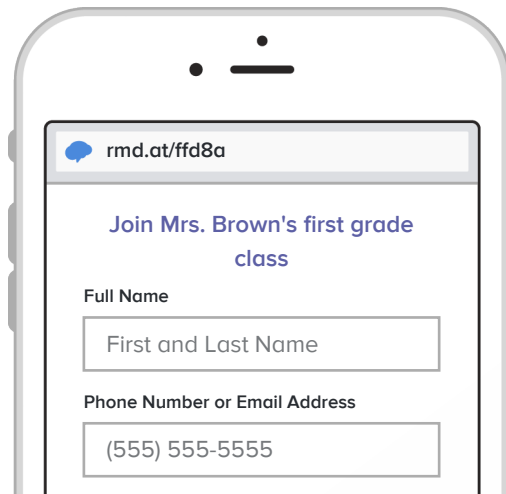 rmd.at/ffd8a
Join Mrs. Brown's first grade
class
Full Name
First and Last Name
Phone Number or Email Address
(555) 555-5555